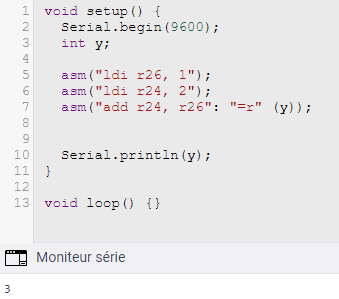 1 void setup() {
2 Serial.begin(9600);
3 int y;
4
5 asm("ldi r26, 1");
6 asm("ldi r24, 2");
7 asm("add r24, r26": "=r" (y));
8
9
10 Serial.println(y);
11 }
12
13 void loop() {}
Moniteur série
3